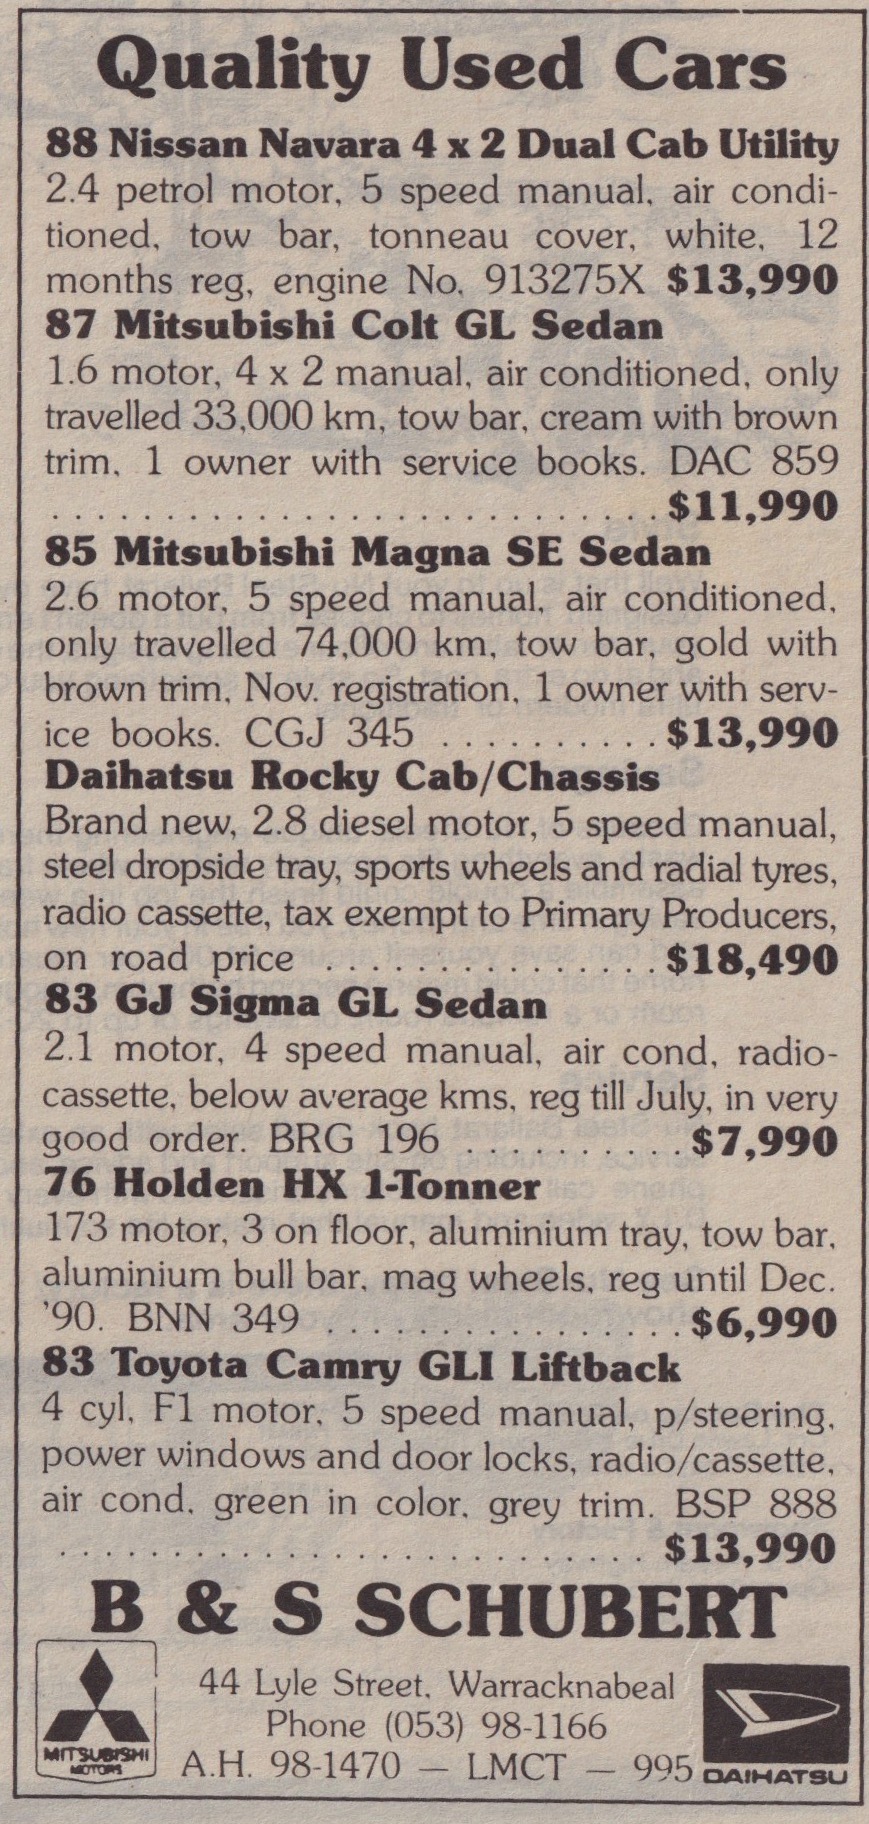 Quality Used Cars
88 Nissan Navara 4 x 2 Dual Cab Utility
2.4 petrol motor, 5 speed manual, air condi-
tioned, tow bar, tonneau cover, white, 12
months reg, engine No. 913275X $13,990
87 Mitsubishi Colt GL Sedan
1.6 motor, 4 x 2 manual, air conditioned, only
travelled 33,000 km, tow bar, cream with brown
trim, 1 owner with service books. DAC 859
. . . . . . . . . . . . . . . . . . . . . . . . . . . $11,990
85 Mitsubishi Magna SE Sedan
2.6 motor, 5 speed manual, air conditioned,
only travelled 74,000 km, tow bar, gold with
brown trim, Nov. registration, 1 owner with serv-
ice books. CGJ 345 . . . . . . . . . . $13,990
Daihatsu Rocky Cab/Chassis
Brand new, 2.8 diesel motor, 5 speed manual,
steel dropside tray, sports wheels and radial tyres,
radio cassette, tax exempt to Primary Producers,
on road price . . . . . . . . . . . . . . . $18,490
83 GJ Sigma GL Sedan
2.1 motor, 4 speed manual, air cond, radio-
cassette, below average kms, reg till July, in very
good order. BRG 196 . . . . . . . . . . $7,990
76 Holden HX 1-Tonner
173 motor, 3 on floor, aluminium tray, tow bar,
aluminium bull bar, mag wheels, reg until Dec.
'90. BNN 349 . . . . . . . . . . . . . . . . $6,990
83 Toyota Camry GLI Liftback
4 cyl, F1 motor, 5 speed manual, p/steering,
power windows and door locks, radio/cassette,
air cond, green in color, grey trim. BSP 888
. . . . . . . . . . . . . . . . . . . . . . . . . . $13,990
B & S SCHUBERT
44 Lyle Street, Warracknabeal
Phone (053) 98-1166
A.H. 98-1470 — LMCT — 995
MITSUBISHI
MOTORS
DAIHATSU